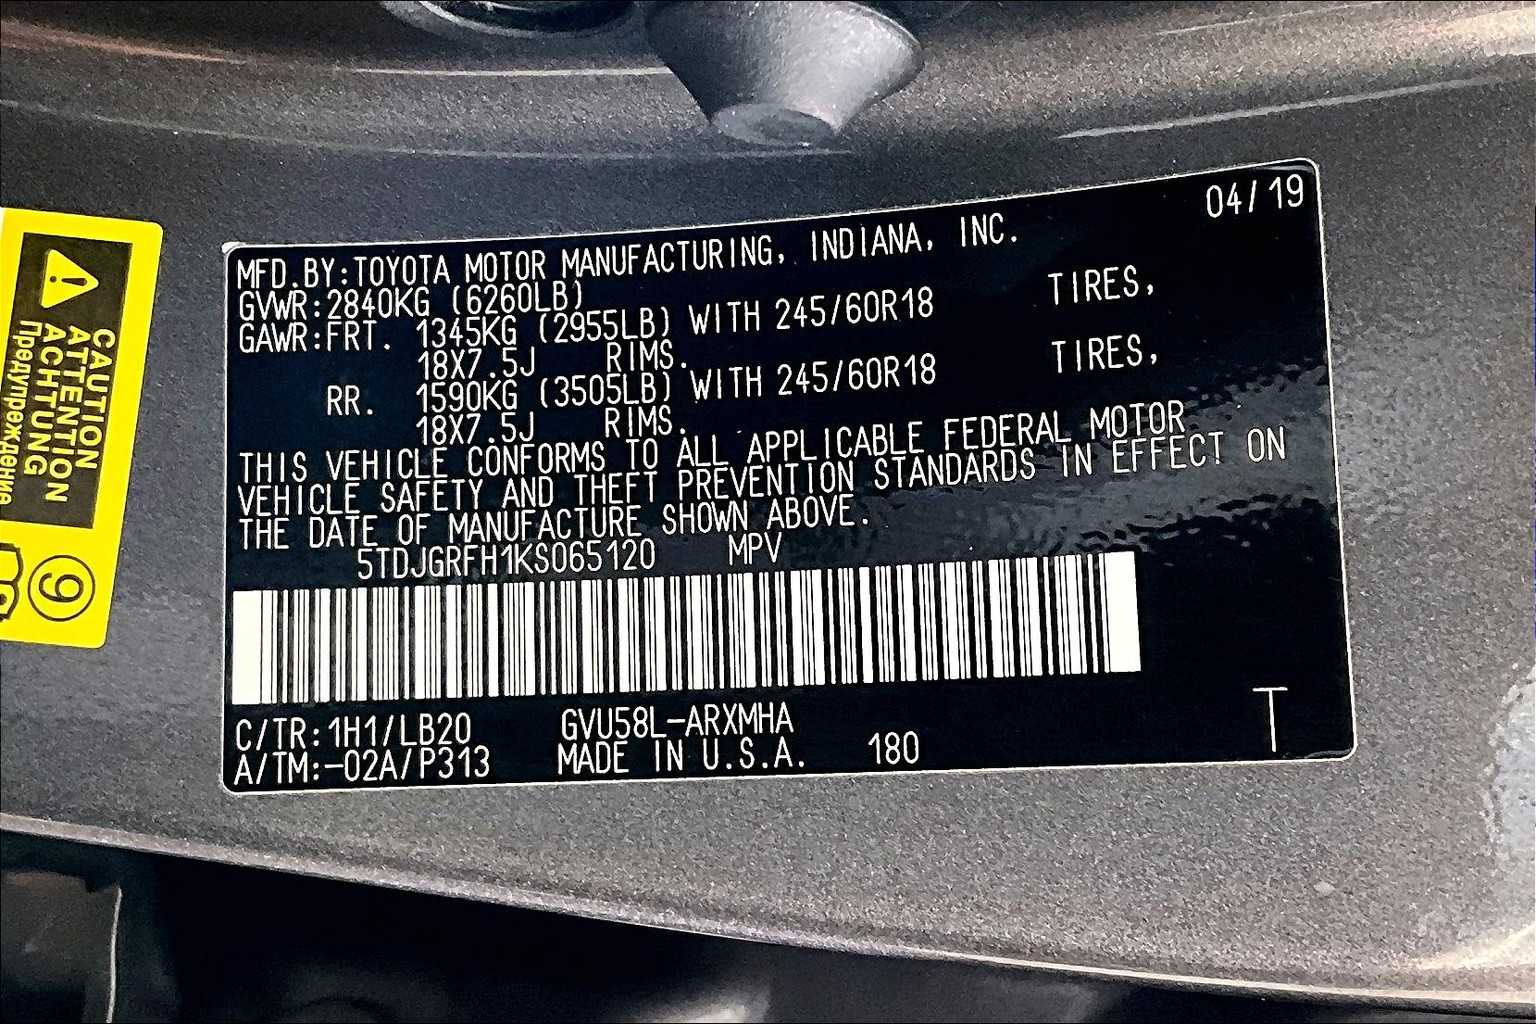 04/19
MFD.BY:TOYOTA MOTOR MANUFACTURING, INDIANA, INC.
GVWR:2840KG (6260LB)
GAWR:FRT. 1345KG (2955LB) WITH 245/60R18 TIRES,
18X7.5J RIMS.
RR. 1590KG (3505LB) WITH 245/60R18 TIRES,
18X7.5J RIMS.
THIS VEHICLE CONFORMS TO ALL APPLICABLE FEDERAL MOTOR
VEHICLE SAFETY AND THEFT PREVENTION STANDARDS IN EFFECT ON
THE DATE OF MANUFACTURE SHOWN ABOVE.
5TDJGRFH1KS065120 MPV
C/TR:1H1/LB20 GVU58L-ARXMHA
A/TM:-02A/P313 MADE IN U.S.A. 180
T
CAUTION
ATTENTION
ACHTUNG
Предупреждение
9